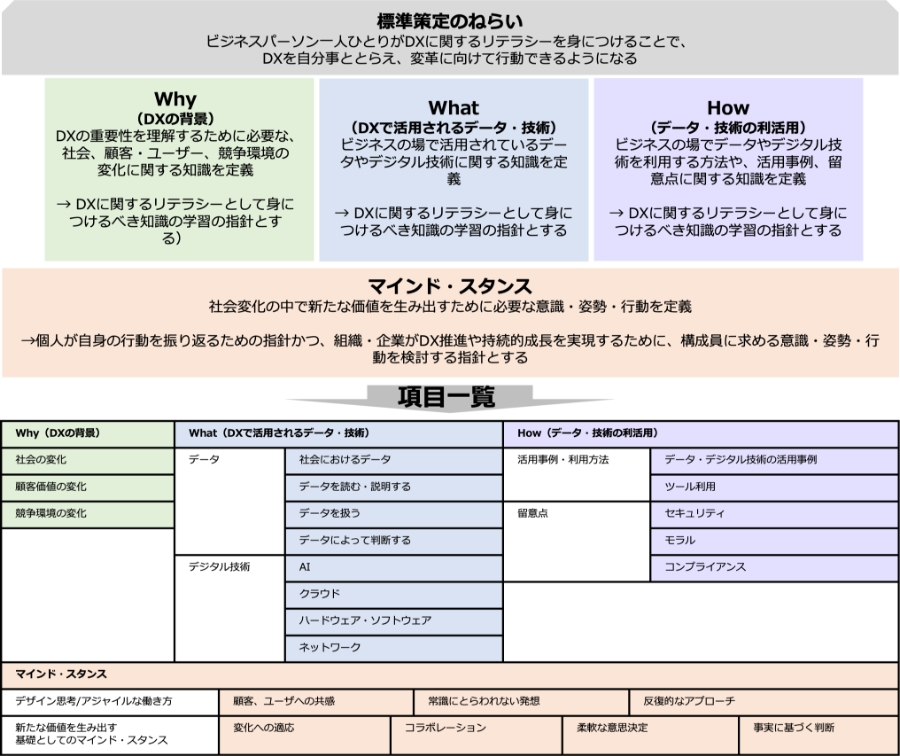 標準策定のねらい
ビジネスパーソン一人ひとりがDXに関するリテラシーを身につけることで、
DXを自分事ととらえ、変革に向けて行動できるようになる
Why
(DXの背景)
DXの重要性を理解するために必要な、
社会、顧客・ユーザー、競争環境の
変化に関する知識を定義
→ DXに関するリテラシーとして身に
つけるべき知識の学習の指針とす
る)
What
(DXで活用されるデータ・技術)
ビジネスの場で活用されているデー
タやデジタル技術に関する知識を定
義
→ DXに関するリテラシーとして身に
つけるべき知識の学習の指針とする
How
(データ・技術の利活用)
ビジネスの場でデータやデジタル技
術を利用する方法や、活用事例、留
意点に関する知識を定義
→ DXに関するリテラシーとして身に
つけるべき知識の学習の指針とする
マインド・スタンス
社会変化の中で新たな価値を生み出すために必要な意識・姿勢・行動を定義
→個人が自身の行動を振り返るための指針かつ、組織・企業がDX推進や持続的成長を実現するために、構成員に求める意識・姿勢・行
動を検討する指針とする
項目一覧
Why(DXの背景)
What(DXで活用されるデータ・技術)
How(データ・技術の利活用)
社会の変化
データ
社会におけるデータ
活用事例・利用方法
データ・デジタル技術の活用事例
顧客価値の変化
データを読む・説明する
ツール利用
競争環境の変化
データを扱う
留意点
セキュリティ
データによって判断する
モラル
デジタル技術
AI
コンプライアンス
クラウド
ハードウェア・ソフトウェア
ネットワーク
マインド・スタンス
デザイン思考/アジャイルな働き方
顧客、ユーザへの共感
常識にとらわれない発想
反復的なアプローチ
新たな価値を生み出す
基礎としてのマインド・スタンス
変化への適応
コラボレーション
柔軟な意思決定
事実に基づく判断